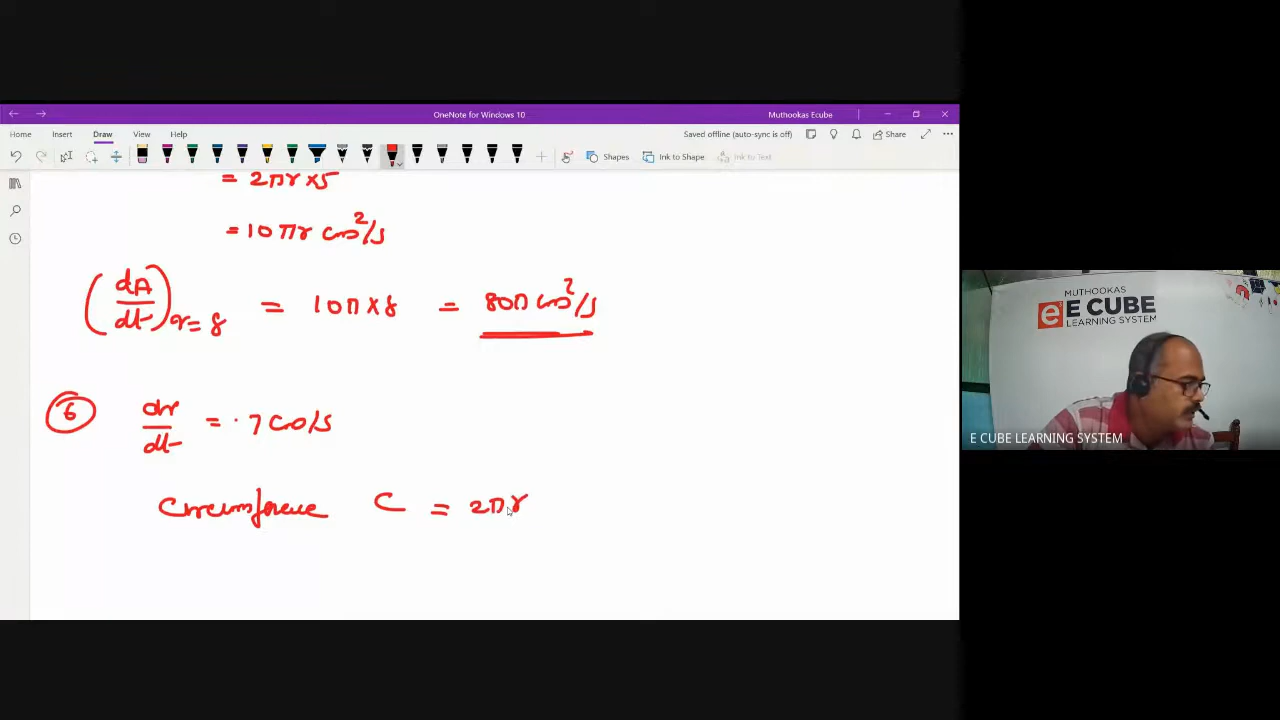 OneNote for Windows 10
Muthookas Ecube
Home Insert Draw View Help
Saved offline (auto-sync is off)
Share
Shapes
Ink to Shape
Ink to Text
= 2πr×5
= 10πr cm²/s
(dA/dt)r=8 = 10π×8 = 80π cm²/s
6 dr/dt = .7 cm/s
Circumference C = 2πr
MUTHOOKAS
e E CUBE
LEARNING SYSTEM
E CUBE LEARNING SYSTEM